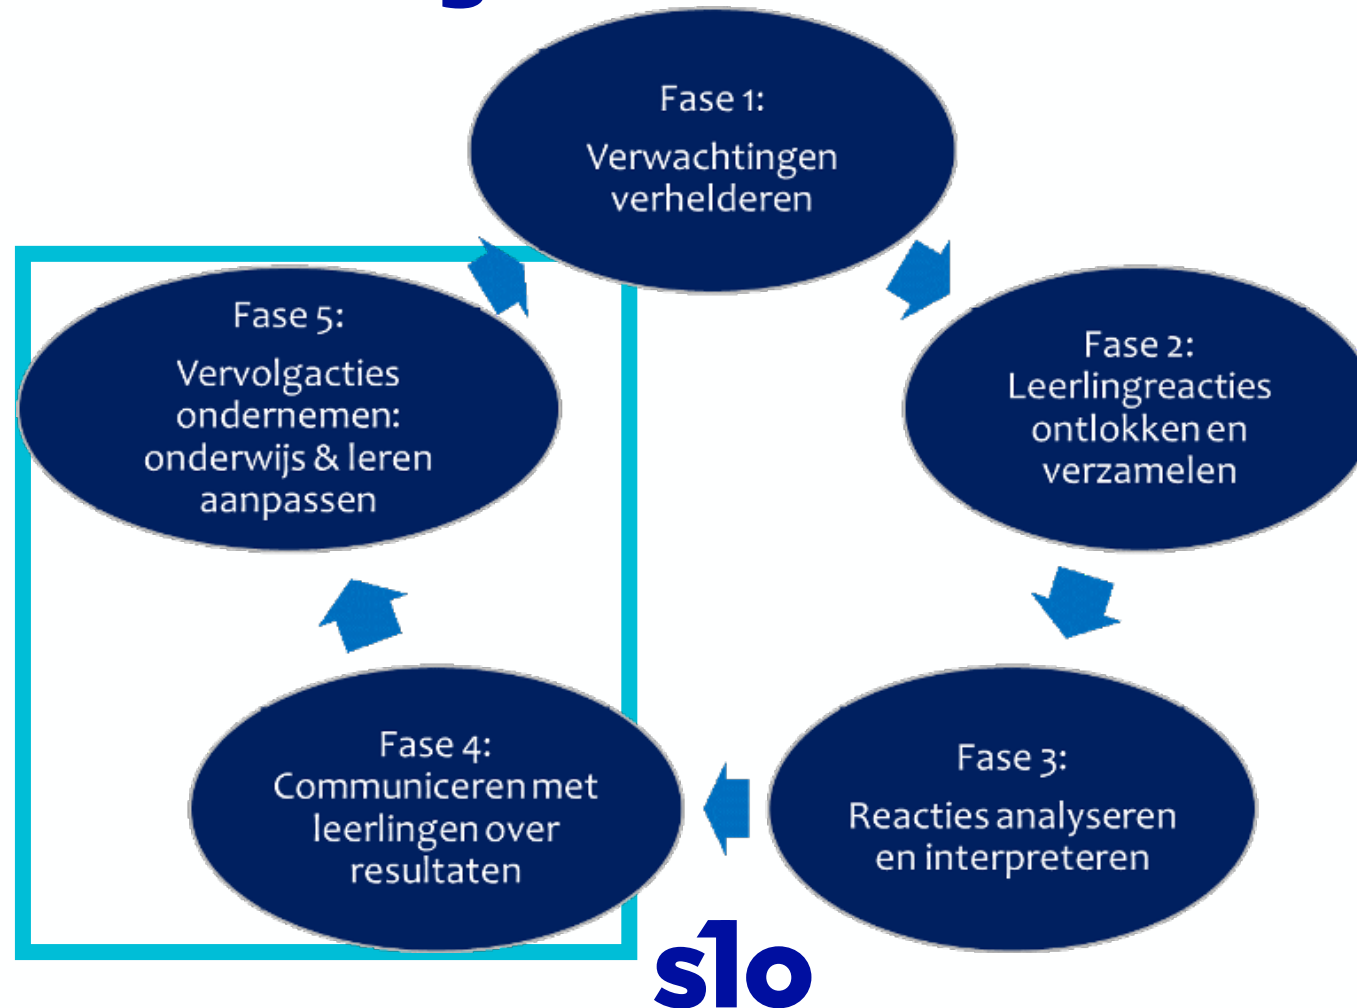 Fase 1:
Verwachtingen
verhelderen
Fase 2:
Leerlingreacties
ontlokken en
verzamelen
Fase 3:
Reacties analyseren
en interpreteren
Fase 4:
Communiceren met
leerlingen over
resultaten
Fase 5:
Vervolgacties
ondernemen:
onderwijs & leren
aanpassen
slo